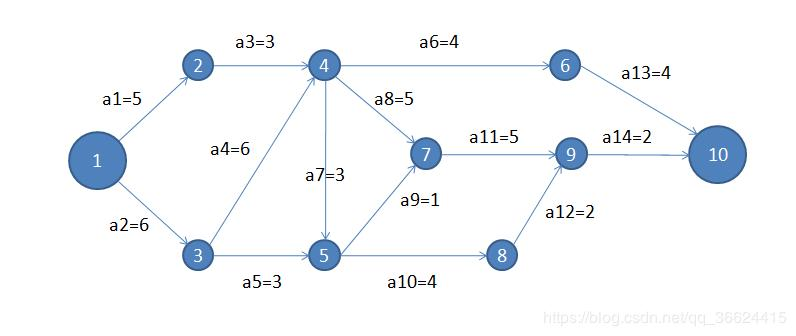 a3=3
a6=4
2
4
6
a13=4
a1=5
a8=5
a4=6
a11=5
a14=2
1
7
9
10
a7=3
a9=1
a2=6
a12=2
3
5
8
a5=3
a10=4
https://blog.csdn.net/qq_36624415